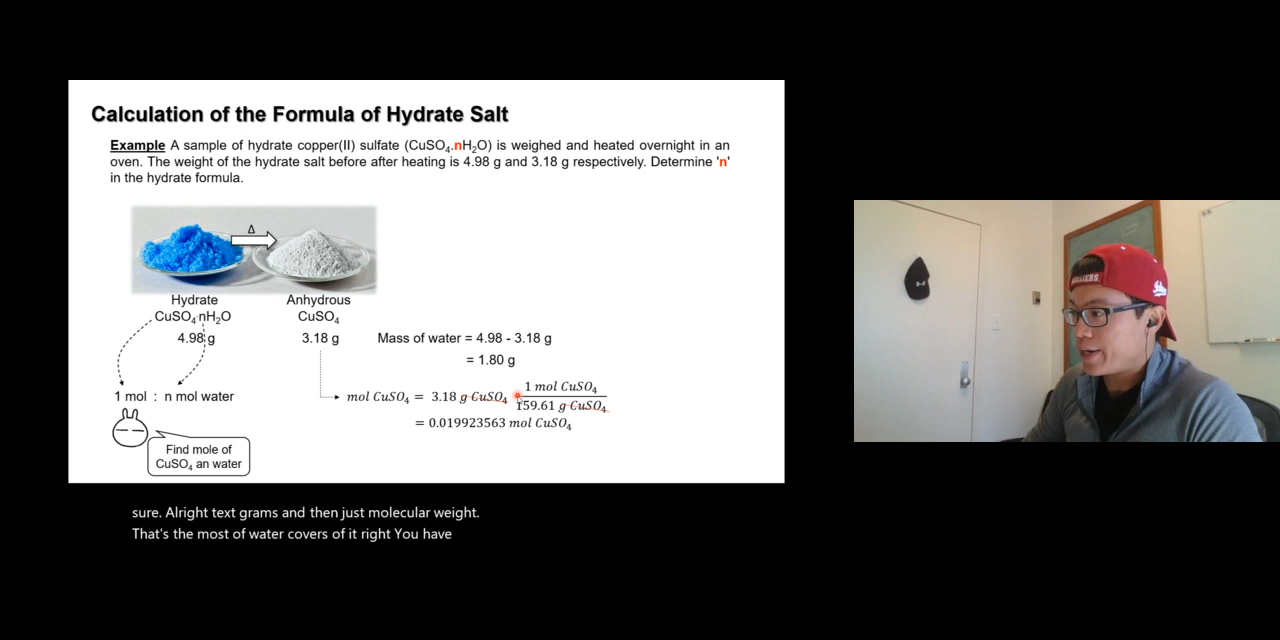 Calculation of the Formula of Hydrate Salt
Example A sample of hydrate copper(II) sulfate (CuSO₄.nH₂O) is weighed and heated overnight in an
oven. The weight of the hydrate salt before after heating is 4.98 g and 3.18 g respectively. Determine 'n'
in the hydrate formula.
Δ
Hydrate
CuSO₄·nH₂O
4.98 g
Anhydrous
CuSO₄
3.18 g
Mass of water = 4.98 - 3.18 g
= 1.80 g
1 mol : n mol water
mol CuSO₄ = 3.18 g CuSO₄ 1 mol CuSO₄
159.61 g CuSO₄
= 0.019923563 mol CuSO₄
Find mole of
CuSO₄ an water
sure. Alright text grams and then just molecular weight.
That's the most of water covers of it right You have